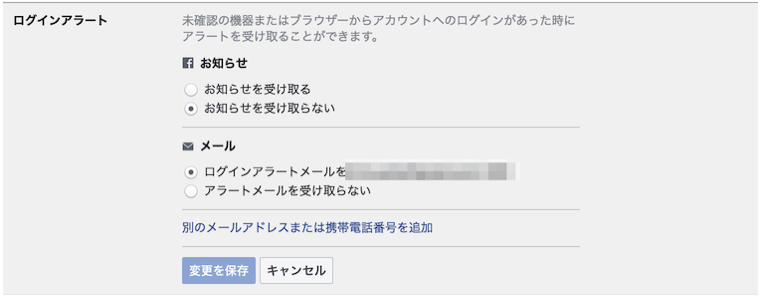 ログインアラート
未確認の機器またはブラウザーからアカウントへのログインがあった時に
アラートを受け取ることができます。
お知らせ
お知らせを受け取る
お知らせを受け取らない
メール
ログインアラートメールを
アラートメールを受け取らない
別のメールアドレスまたは携帯電話番号を追加
変更を保存 キャンセル